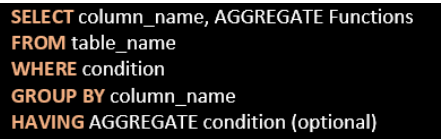 SELECT column_name, AGGREGATE Functions
FROM table_name
WHERE condition
GROUP BY column_name
HAVING AGGREGATE condition (optional)